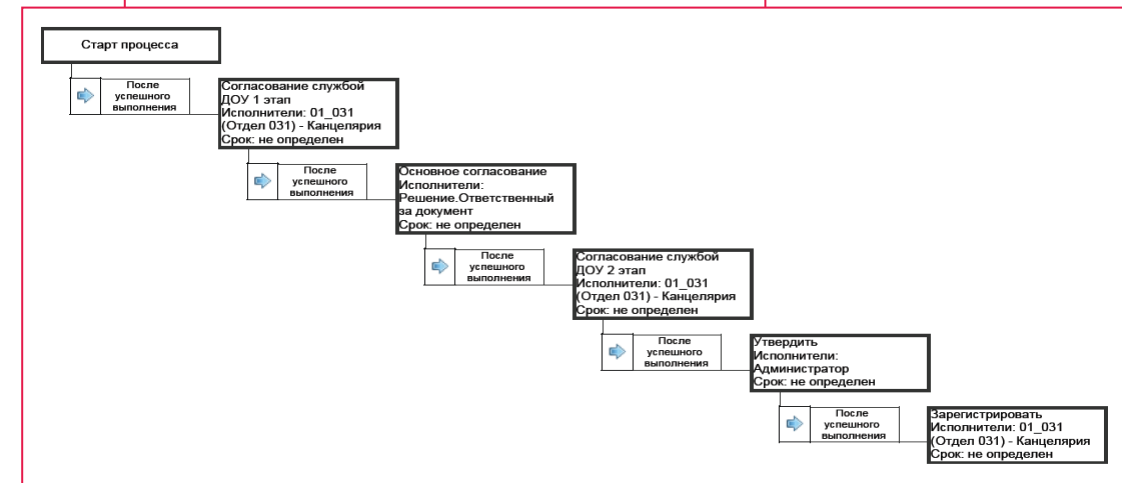 Старт процесса
После
успешного
выполнения
Согласование службой
ДОУ 1 этап
Исполнители: 01_031
(Отдел 031) - Канцелярия
Срок: не определен
После
успешного
выполнения
Основное согласование
Исполнители:
Решение.Ответственный
за документ
Срок: не определен
После
успешного
выполнения
Согласование службой
ДОУ 2 этап
Исполнители: 01_031
(Отдел 031) - Канцелярия
Срок: не определен
После
успешного
выполнения
Утвердить
Исполнители:
Администратор
Срок: не определен
После
успешного
выполнения
Зарегистрировать
Исполнители: 01_031
(Отдел 031) - Канцелярия
Срок: не определен